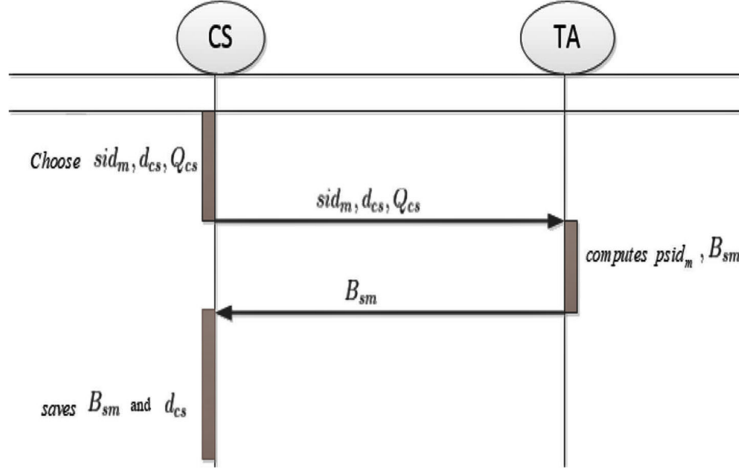 CS
TA
Choose sid_m, d_cs, Q_cs
sid_m, d_cs, Q_cs
computes psid_m , B_sm
B_sm
saves B_sm and d_cs